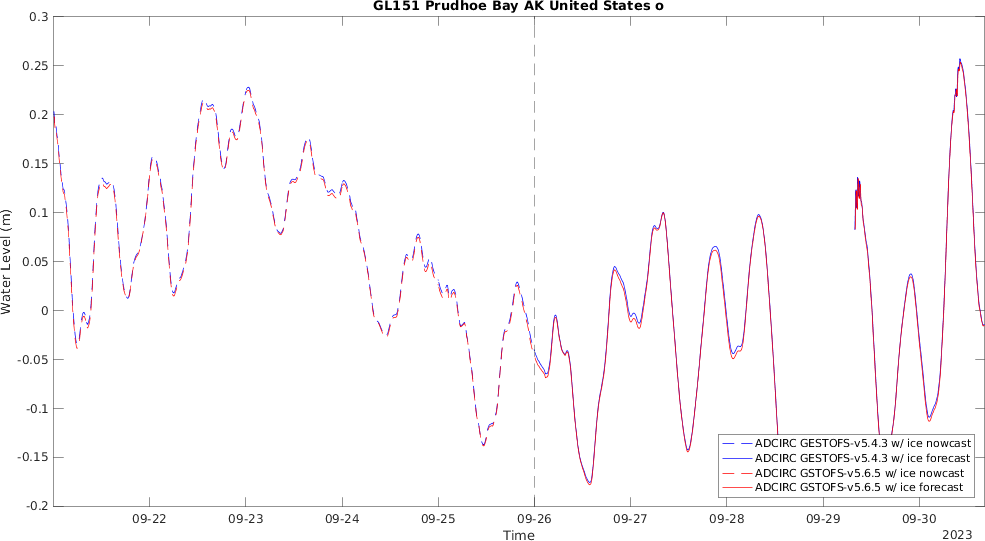 GL151 Prudhoe Bay AK United States o
0.3
0.25
0.2
0.15
0.1
0.05
0
-0.05
-0.1
-0.15
-0.2
Water Level (m)
ADCIRC GESTOFS-v5.4.3 w/ ice nowcast
ADCIRC GESTOFS-v5.4.3 w/ ice forecast
ADCIRC GSTOFS-v5.6.5 w/ ice nowcast
ADCIRC GSTOFS-v5.6.5 w/ ice forecast
09-22 09-23 09-24 09-25 09-26 09-27 09-28 09-29 09-30
Time
2023